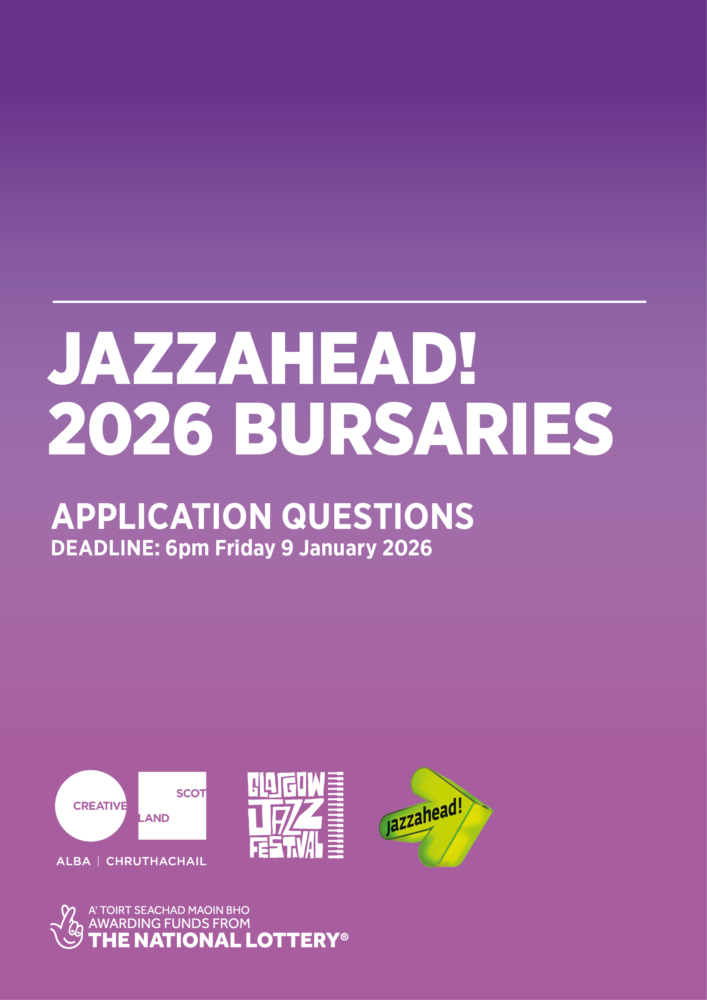 JAZZAHEAD!
2026 BURSARIES
APPLICATION QUESTIONS
DEADLINE: 6pm Friday 9 January 2026
CREATIVE
SCOT
LAND
ALBA | CHRUTHACHAIL
GLASGOW
JAZZ
FESTIVAL
jazzahead!
A' TOIRT SEACHAD MAOIN BHO
AWARDING FUNDS FROM
THE NATIONAL LOTTERY®